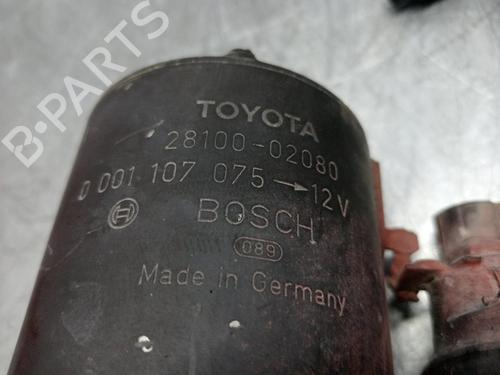 B-PARTS
TOYOTA
28100-02080
0 001 107 075→12V
BOSCH
089
Made in Germany